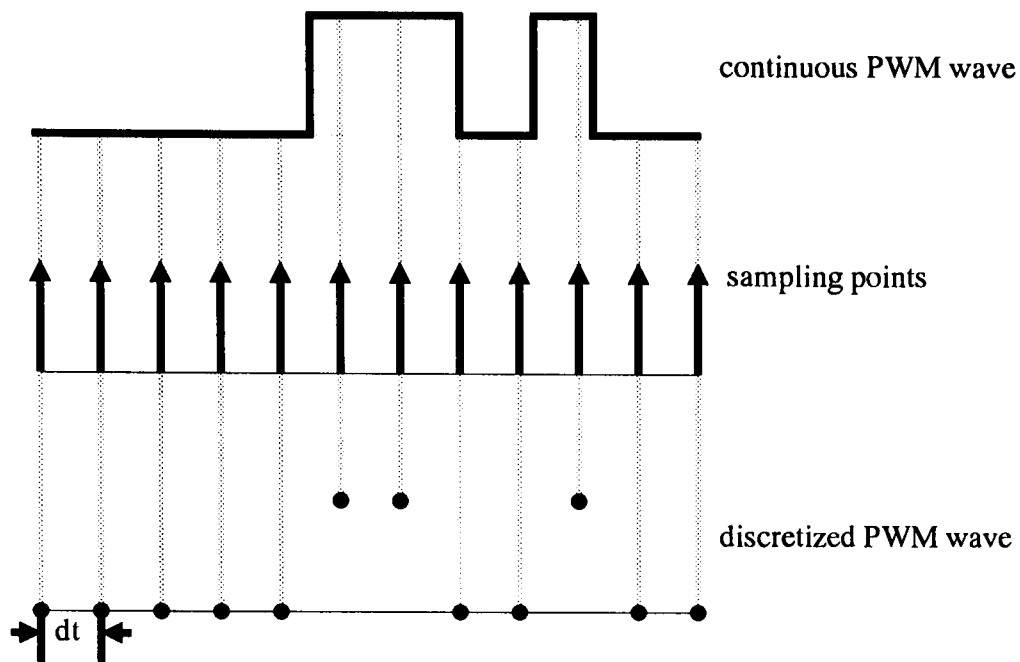 continuous PWM wave
sampling points
discretized PWM wave
dt